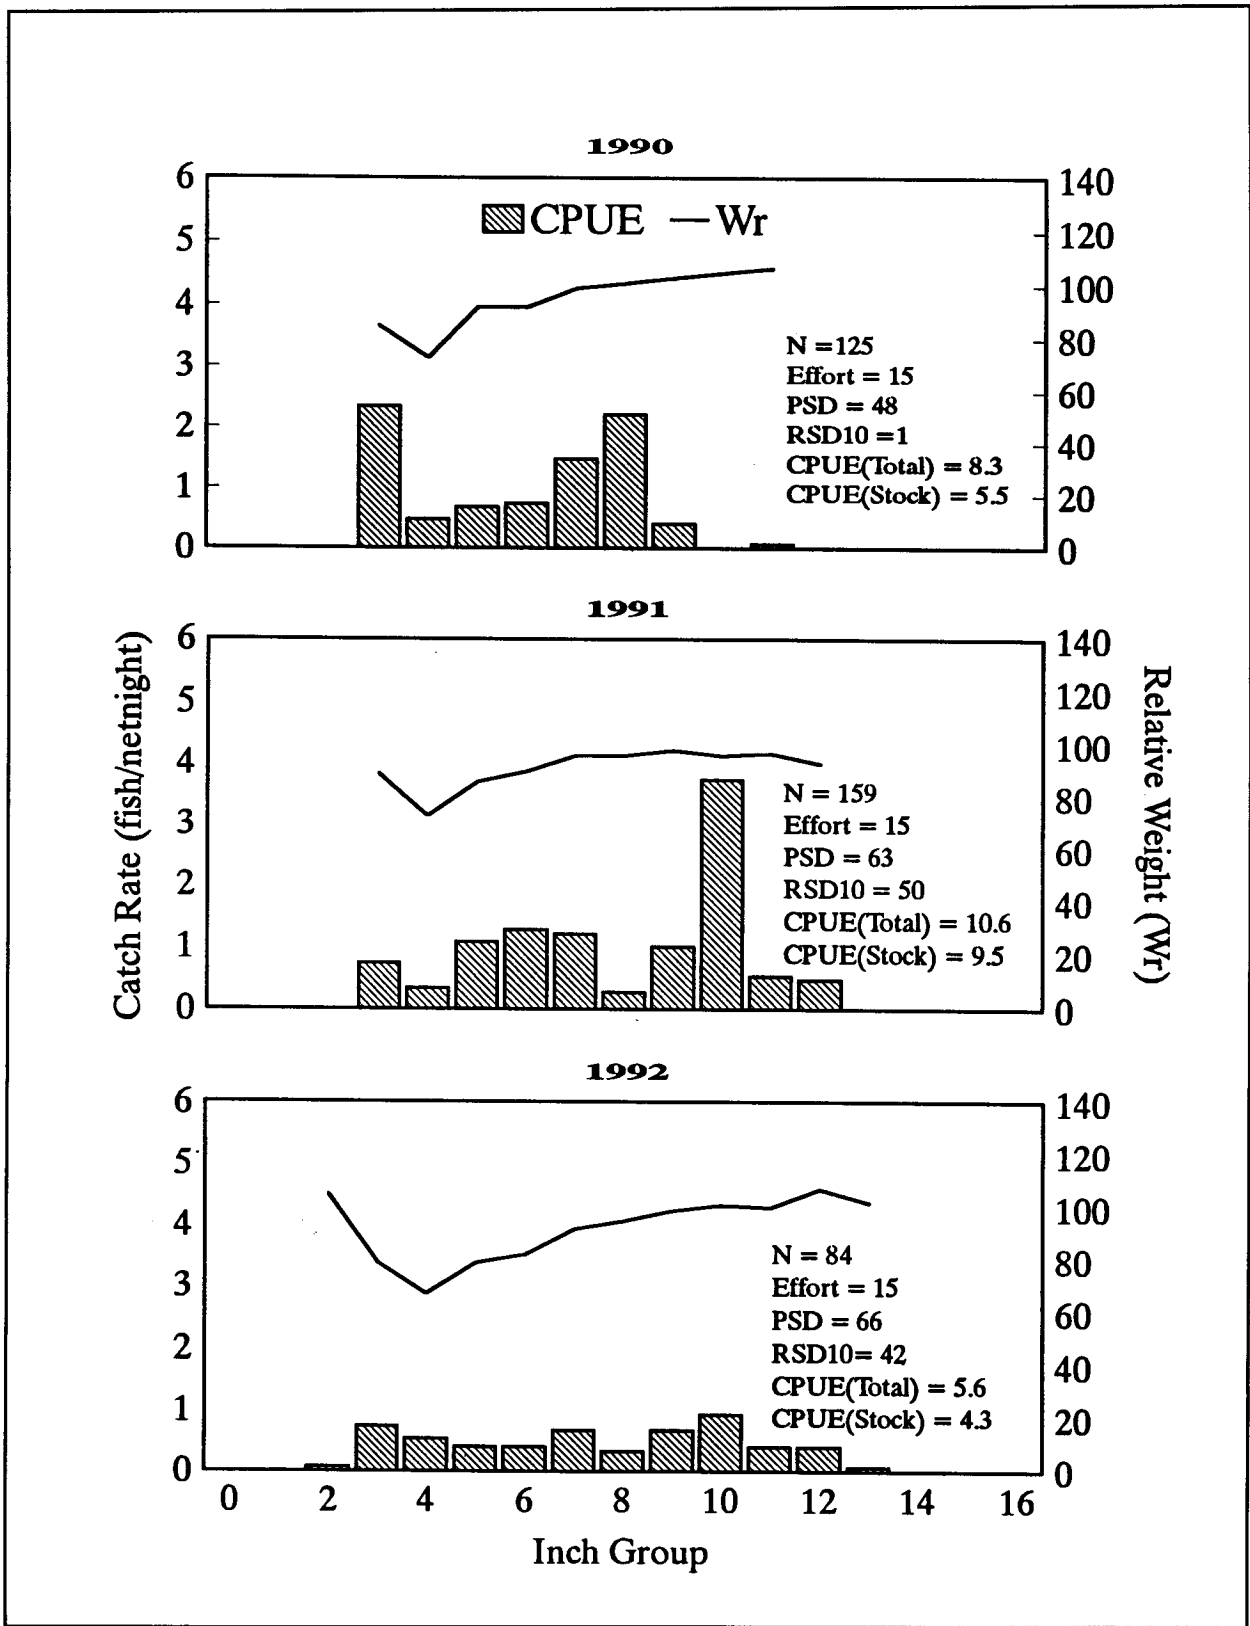 1990
6
5
4
3
2
1
0
CPUE Wr
N =125
Effort = 15
PSD = 48
RSD10 =1
CPUE(Total) = 8.3
CPUE(Stock) = 5.5
140
120
100
80
60
40
20
0
1991
Catch Rate (fish/netnight)
6
5
4
3
2
1
0
N = 159
Effort = 15
PSD = 63
RSD10 = 50
CPUE(Total) = 10.6
CPUE(Stock) = 9.5
140
120
100
80
60
40
20
0
Relative Weight (Wr)
1992
6
5
4
3
2
1
0
N = 84
Effort = 15
PSD = 66
RSD10= 42
CPUE(Total) = 5.6
CPUE(Stock) = 4.3
140
120
100
80
60
40
20
0
0 2 4 6 8 10 12 14 16
Inch Group